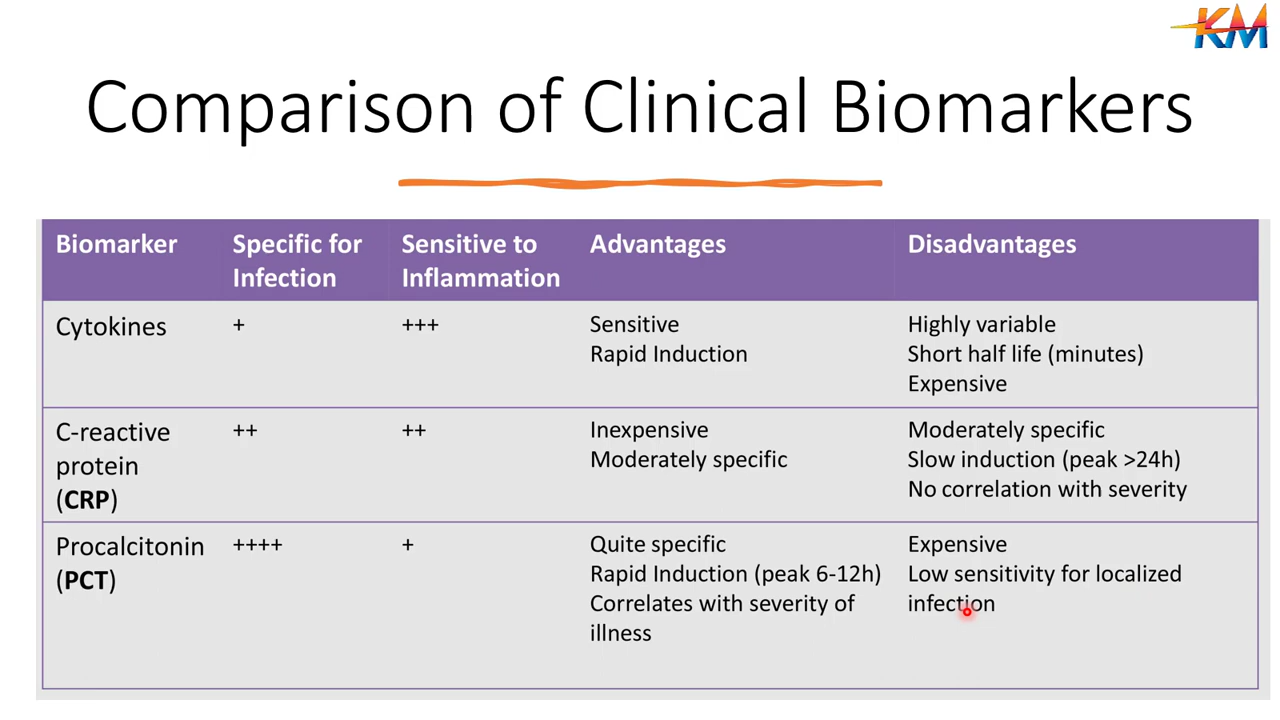 KM
Comparison of Clinical Biomarkers
Biomarker
Specific for
Infection
Sensitive to
Inflammation
Advantages
Disadvantages
Cytokines
+
+++
Sensitive
Rapid Induction
Highly variable
Short half life (minutes)
Expensive
C-reactive
protein
(CRP)
++
++
Inexpensive
Moderately specific
Moderately specific
Slow induction (peak >24h)
No correlation with severity
Procalcitonin
(PCT)
++++
+
Quite specific
Rapid Induction (peak 6-12h)
Correlates with severity of
illness
Expensive
Low sensitivity for localized
infection